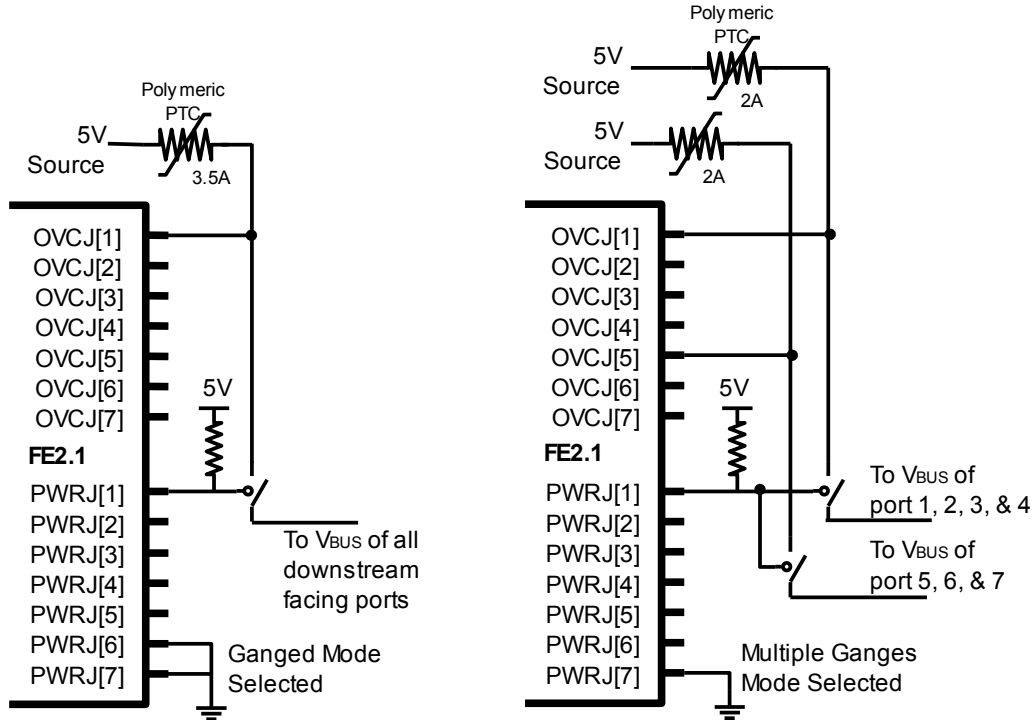 Polymeric
PTC
5V
Source
3.5A
OVCJ[1]
OVCJ[2]
OVCJ[3]
OVCJ[4]
OVCJ[5]
OVCJ[6]
OVCJ[7]
5V
FE2.1
PWRJ[1]
PWRJ[2]
PWRJ[3]
PWRJ[4]
PWRJ[5]
PWRJ[6]
PWRJ[7]
To VBUS of all
downstream
facing ports
Ganged Mode
Selected
Polymeric
PTC
5V
Source
2A
5V
Source
2A
OVCJ[1]
OVCJ[2]
OVCJ[3]
OVCJ[4]
OVCJ[5]
OVCJ[6]
OVCJ[7]
5V
FE2.1
PWRJ[1]
PWRJ[2]
PWRJ[3]
PWRJ[4]
PWRJ[5]
PWRJ[6]
PWRJ[7]
To VBUS of
port 1, 2, 3, & 4
To VBUS of
port 5, 6, & 7
Multiple Ganges
Mode Selected